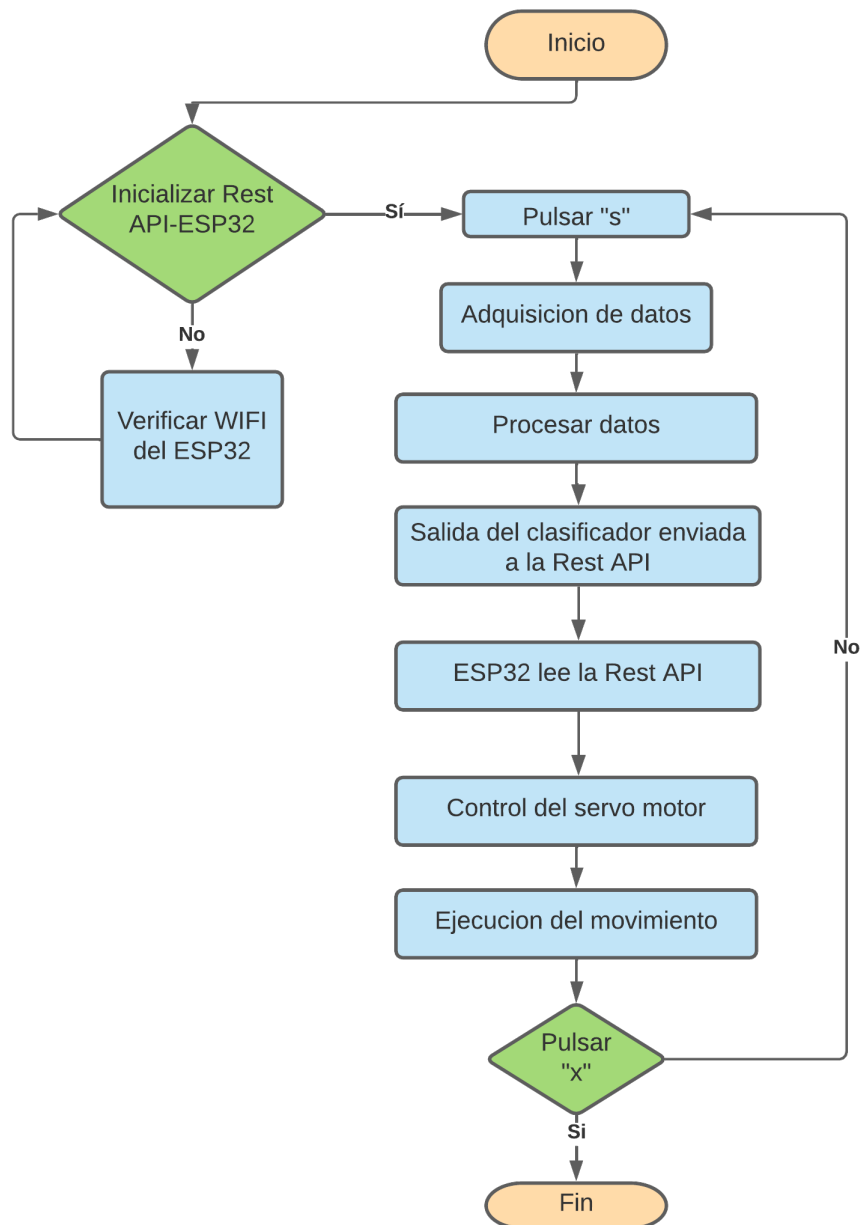 Inicio
Inicializar Rest
API-ESP32
Sí
Pulsar "s"
No
Verificar WIFI
del ESP32
Adquisicion de datos
Procesar datos
Salida del clasificador enviada
a la Rest API
ESP32 lee la Rest API
No
Control del servo motor
Ejecucion del movimiento
Pulsar
"x"
Si
Fin